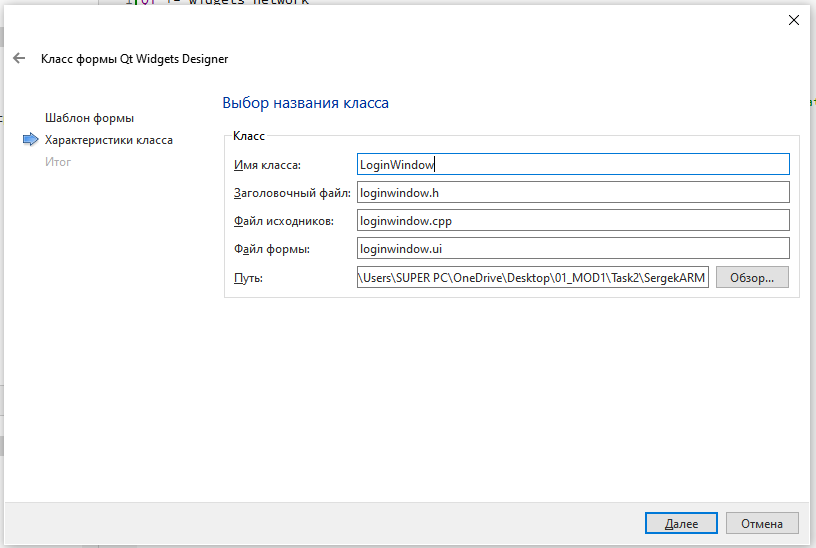 widgets network
Класс формы Qt Widgets Designer
Шаблон формы
Характеристики класса
Итог
Выбор названия класса
Класс
Имя класса: LoginWindow
Заголовочный файл: loginwindow.h
Файл исходников: loginwindow.cpp
Файл формы: loginwindow.ui
Путь: \Users\SUPER PC\OneDrive\Desktop\01_MOD1\Task2\SergekARM Обзор...
Далее Отмена